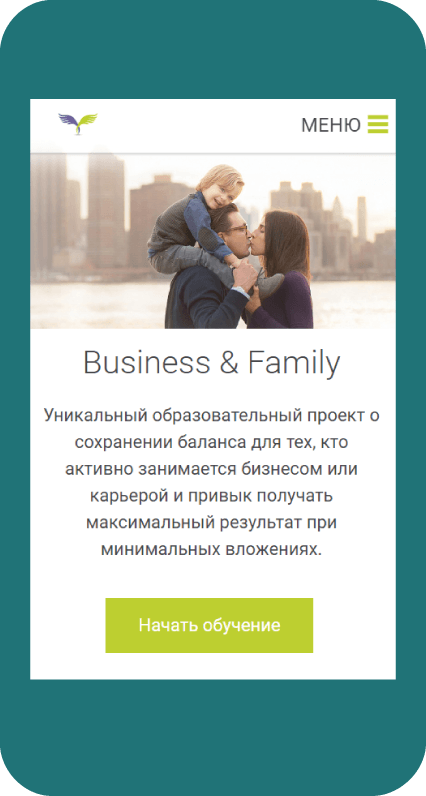 МЕНЮ
Business & Family
Уникальный образовательный проект о
сохранении баланса для тех, кто
активно занимается бизнесом или
карьерой и привык получать
максимальный результат при
минимальных вложениях.
Начать обучение